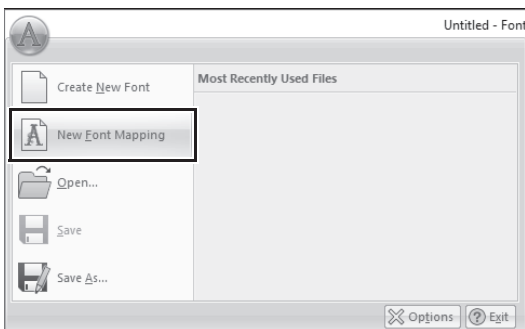 Untitled - Font
Create New Font
Most Recently Used Files
New Font Mapping
Open...
Save
Save As...
Options
Exit